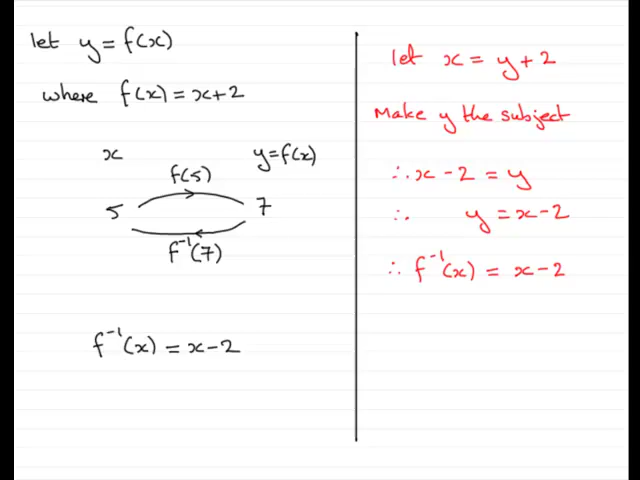 let y = f(x)
where f(x) = x+2
x y=f(x)
f(5)
5 7
f⁻¹(7)
f⁻¹(x) = x-2
let x = y + 2
Make y the subject
∴ x - 2 = y
∴ y = x - 2
∴ f⁻¹(x) = x - 2